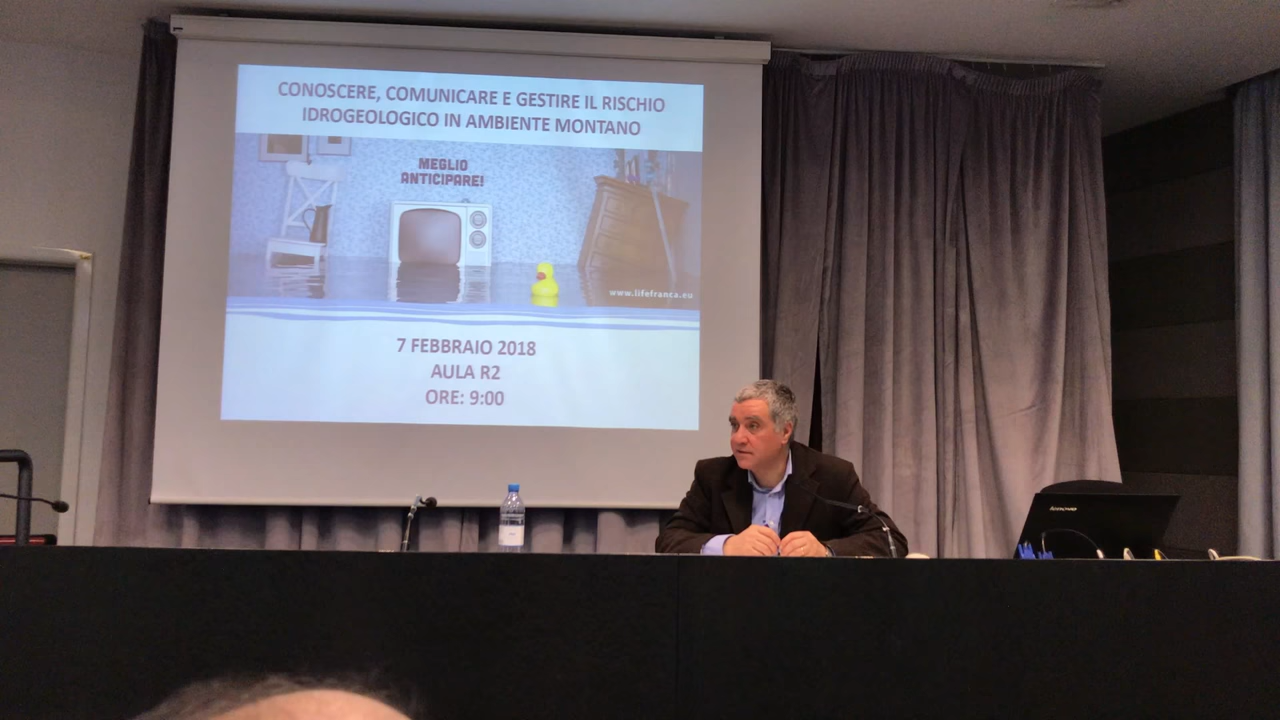 CONOSCERE, COMUNICARE E GESTIRE IL RISCHIO
IDROGEOLOGICO IN AMBIENTE MONTANO
MEGLIO
ANTICIPARE!
www.lifefranca.eu
7 FEBBRAIO 2018
AULA R2
ORE: 9:00
lenovo